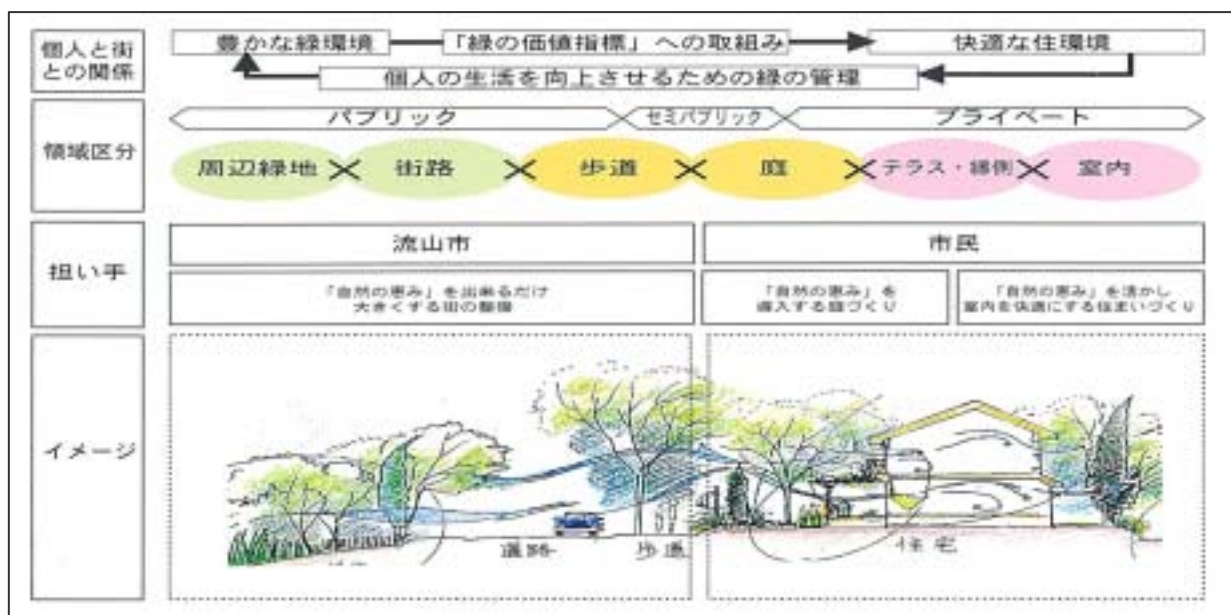 個人と街
との関係
豊かな緑環境
「緑の価値指標」への取組み
快適な住環境
個人の生活を向上させるための緑の管理
領域区分
パブリック
セミパブリック
プライベート
周辺緑地
街路
歩道
庭
テラス・縁側
室内
担い手
流山市
市民
「自然の恵み」を出来るだけ
大きくする街の整備
「自然の恵み」を
導入する庭づくり
「自然の恵み」を活かし
室内を快適にする住まいづくり
イメージ
道路
歩道
住宅